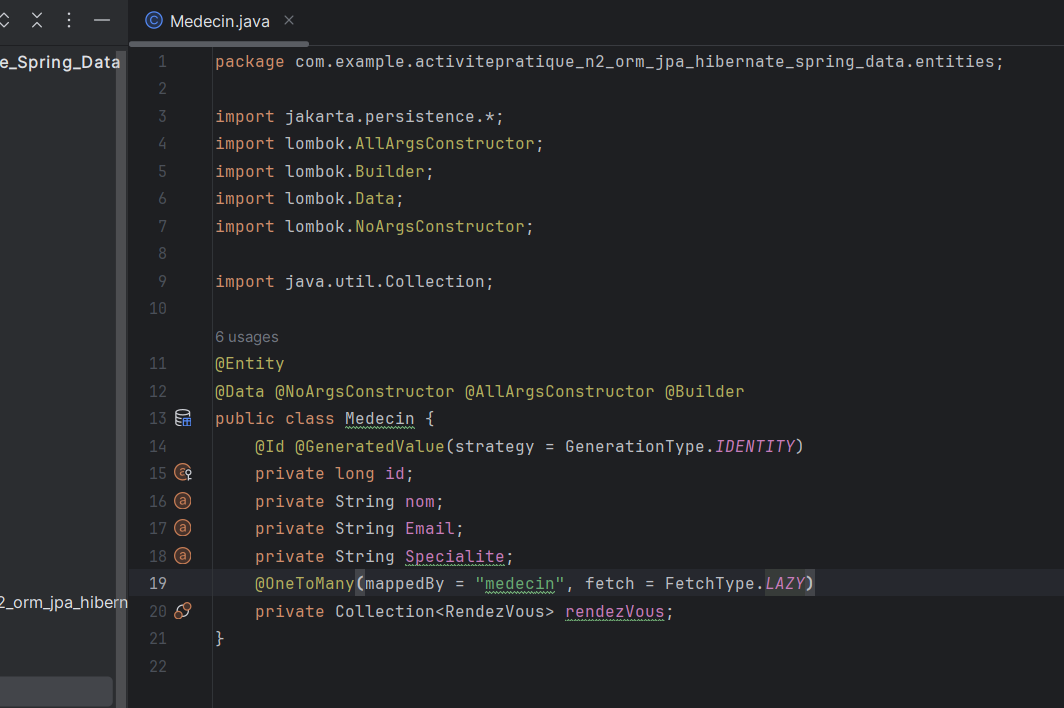 Medecin.java
e_Spring_Data
2_orm_jpa_hibern
1 package com.example.activitepratique_n2_orm_jpa_hibernate_spring_data.entities;
2
3 import jakarta.persistence.*;
4 import lombok.AllArgsConstructor;
5 import lombok.Builder;
6 import lombok.Data;
7 import lombok.NoArgsConstructor;
8
9 import java.util.Collection;
10
6 usages
11 @Entity
12 @Data @NoArgsConstructor @AllArgsConstructor @Builder
13 public class Medecin {
14 @Id @GeneratedValue(strategy = GenerationType.IDENTITY)
15 private long id;
16 private String nom;
17 private String Email;
18 private String Specialite;
19 @OneToMany(mappedBy = "medecin", fetch = FetchType.LAZY)
20 private Collection<RendezVous> rendezVous;
21 }
22